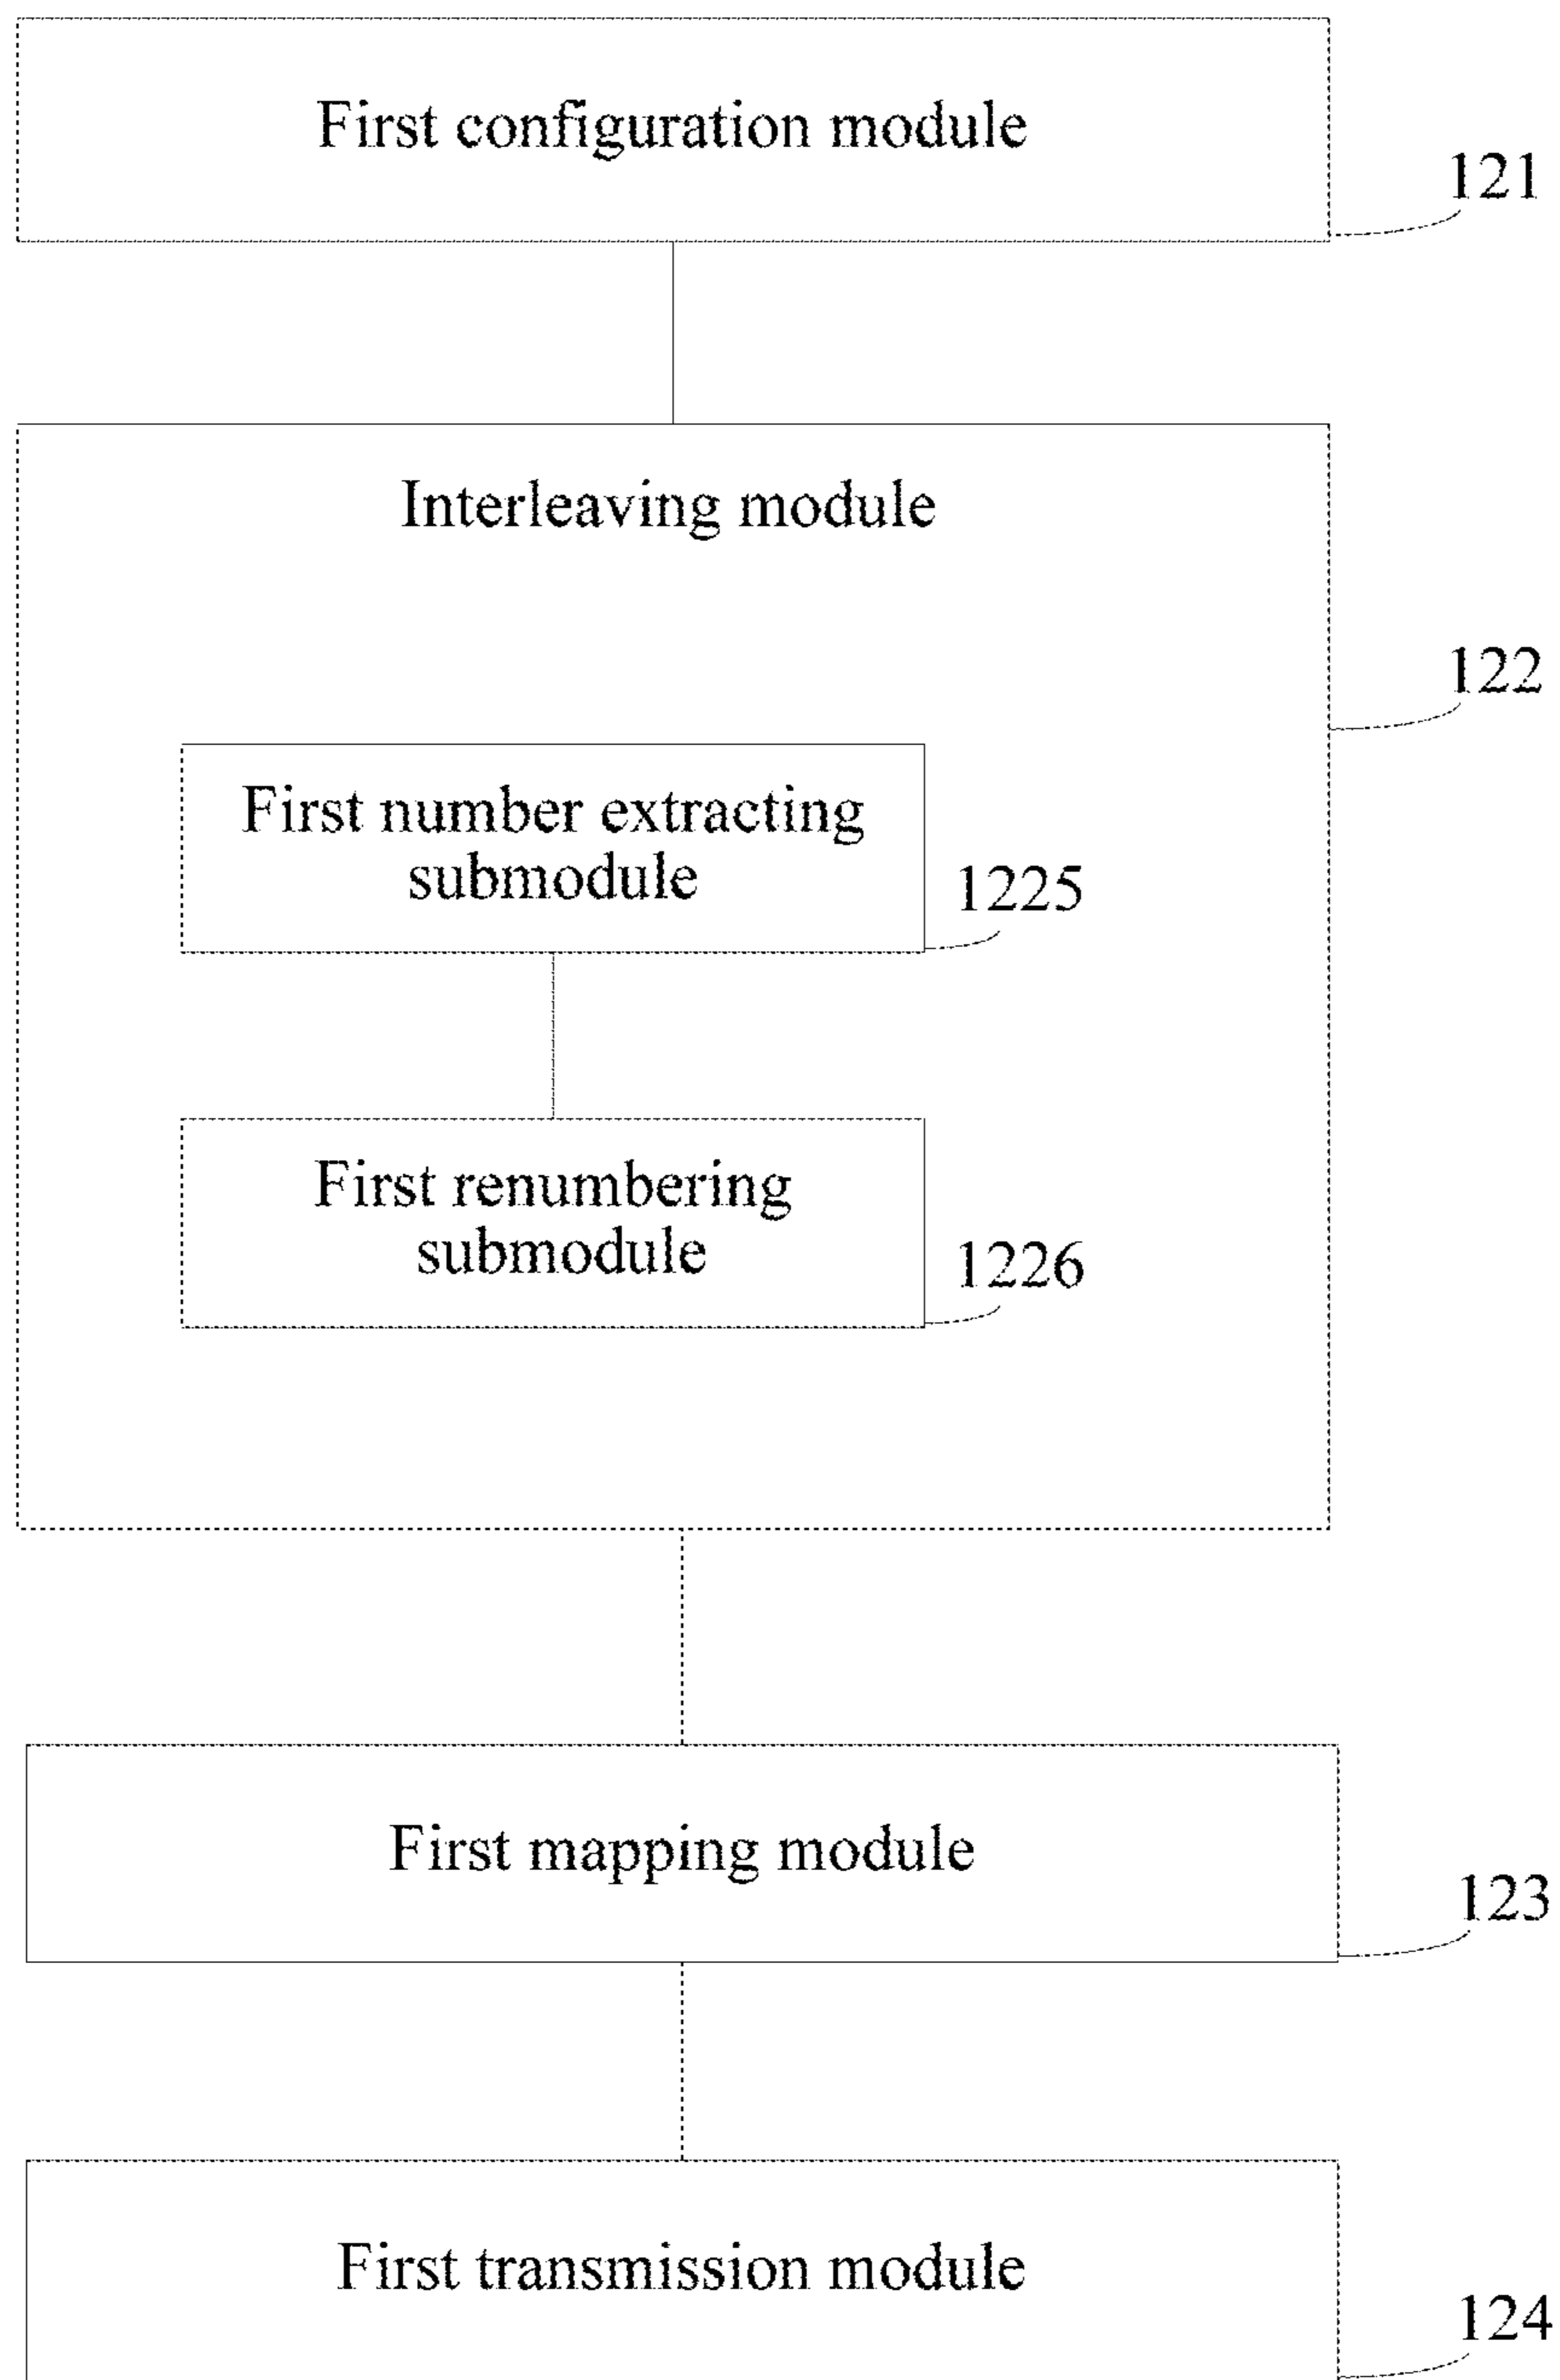 First configuration module
121
Interleaving module
122
First number extracting
submodule
1225
First renumbering
submodule
1226
First mapping module
123
First transmission module
124